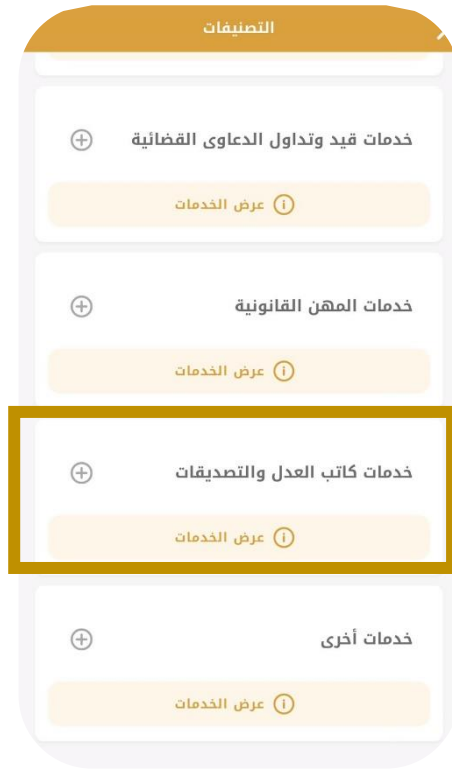 التصنيفات
خدمات قيد وتداول الدعاوى القضائية
عرض الخدمات
خدمات المهن القانونية
عرض الخدمات
خدمات كاتب العدل والتصديقات
عرض الخدمات
خدمات أخرى
عرض الخدمات